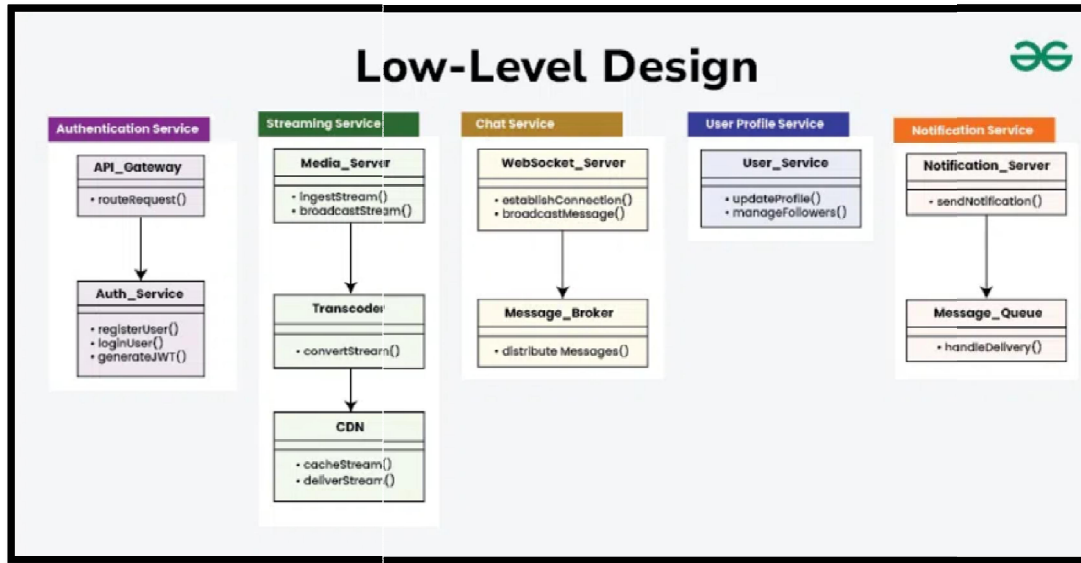 Low-Level Design
Authentication Service
API_Gateway
• routeRequest()
Auth_Service
• registerUser()
• loginUser()
• generateJWT()
Streaming Service
Media_Server
• ingestStream()
• broadcastStream()
Transcoder
• convertStream()
CDN
• cacheStream()
• deliverStream()
Chat Service
WebSocket_Server
• establishConnection()
• broadcastMessage()
Message_Broker
• distribute Messages()
User Profile Service
User_Service
• updateProfile()
• manageFollowers()
Notification Service
Notification_Server
• sendNotification()
Message_Queue
• handleDelivery()